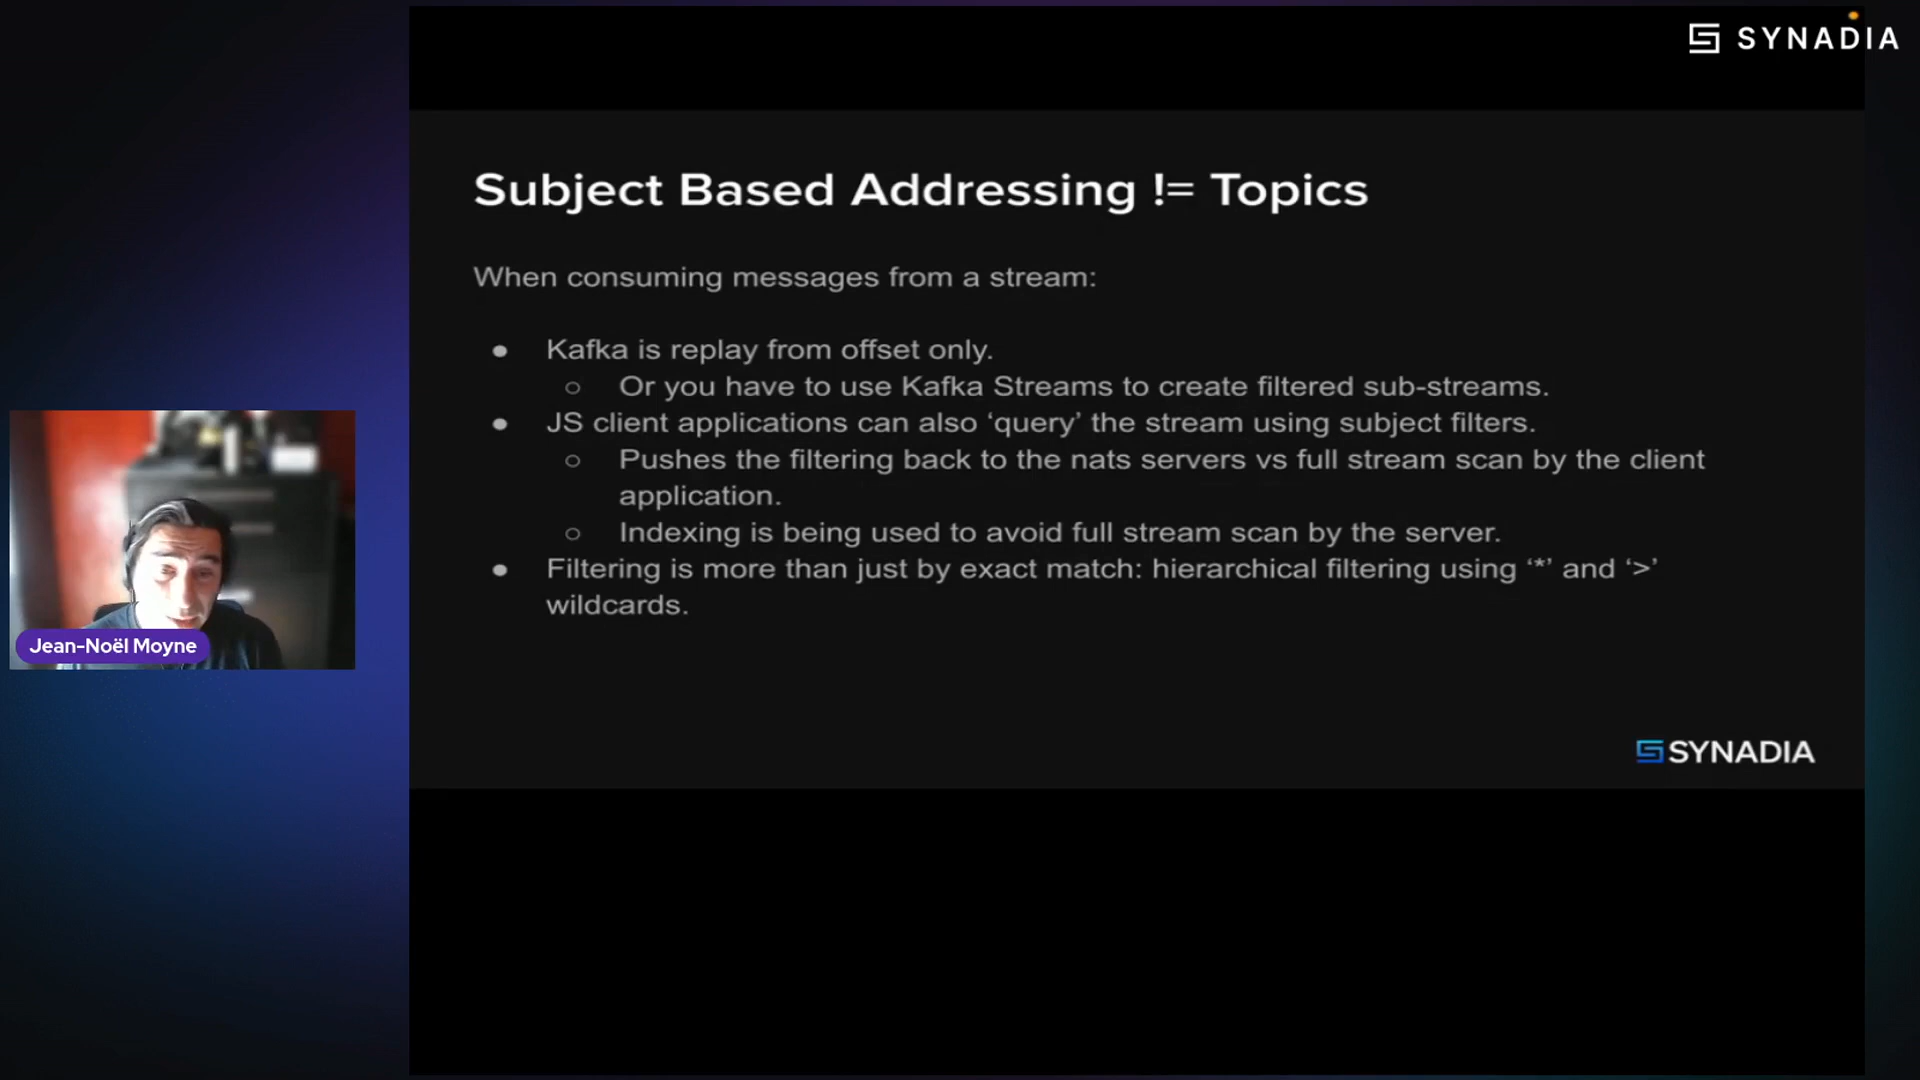 SYNADIA
Subject Based Addressing != Topics
When consuming messages from a stream:
● Kafka is replay from offset only.
○ Or you have to use Kafka Streams to create filtered sub-streams.
● JS client applications can also ‘query’ the stream using subject filters.
○ Pushes the filtering back to the nats servers vs full stream scan by the client
application.
○ Indexing is being used to avoid full stream scan by the server.
● Filtering is more than just by exact match: hierarchical filtering using ‘*’ and ‘>’
wildcards.
Jean-Noël Moyne
SYNADIA